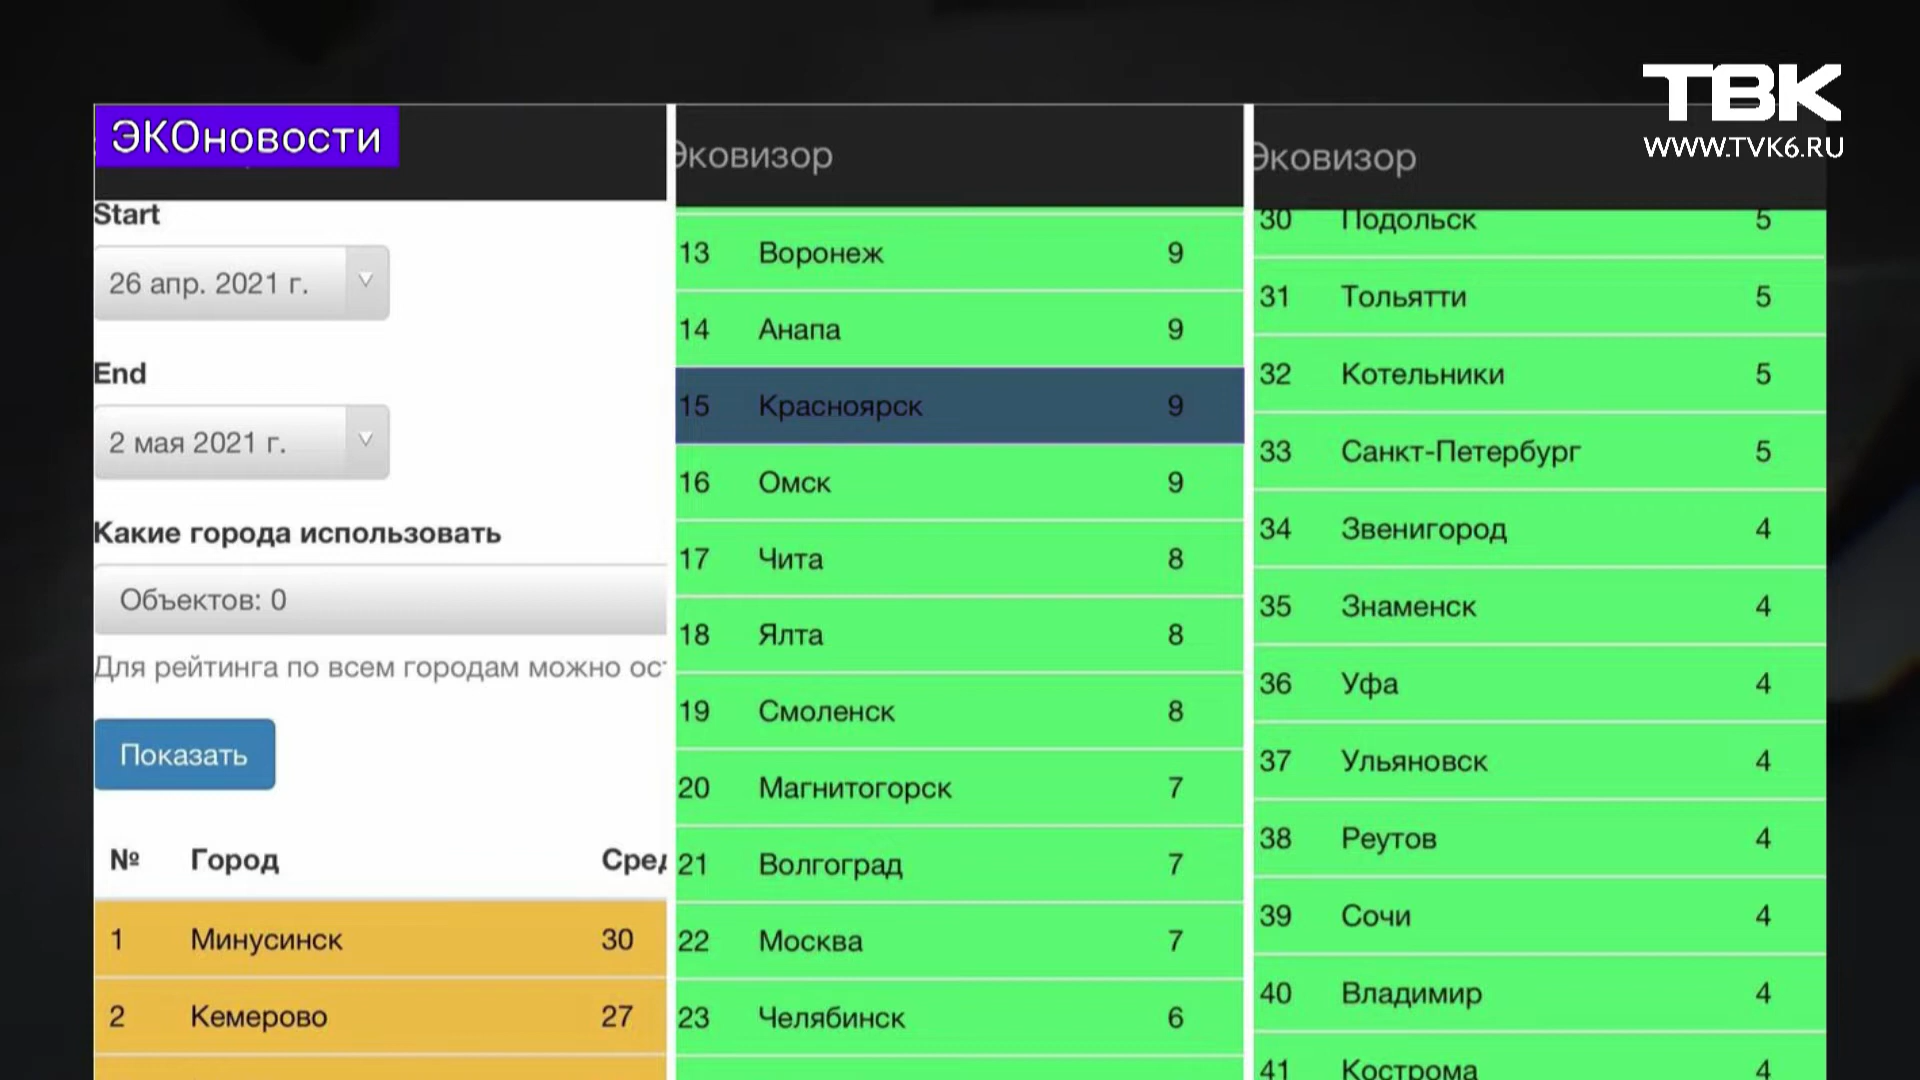 ТВК
WWW.TVK6.RU
ЭКОновости
Start
26 апр. 2021 г.
End
2 мая 2021 г.
Какие города использовать
Объектов: 0
Для рейтинга по всем городам можно ос
Показать
№ Город Сред
1 Минусинск 30
2 Кемерово 27
Эковизор
13 Воронеж 9
14 Анапа 9
15 Красноярск 9
16 Омск 9
17 Чита 8
18 Ялта 8
19 Смоленск 8
20 Магнитогорск 7
21 Волгоград 7
22 Москва 7
23 Челябинск 6
Эковизор
30 Подольск 5
31 Тольятти 5
32 Котельники 5
33 Санкт-Петербург 5
34 Звенигород 4
35 Знаменск 4
36 Уфа 4
37 Ульяновск 4
38 Реутов 4
39 Сочи 4
40 Владимир 4
41 Кострома 4